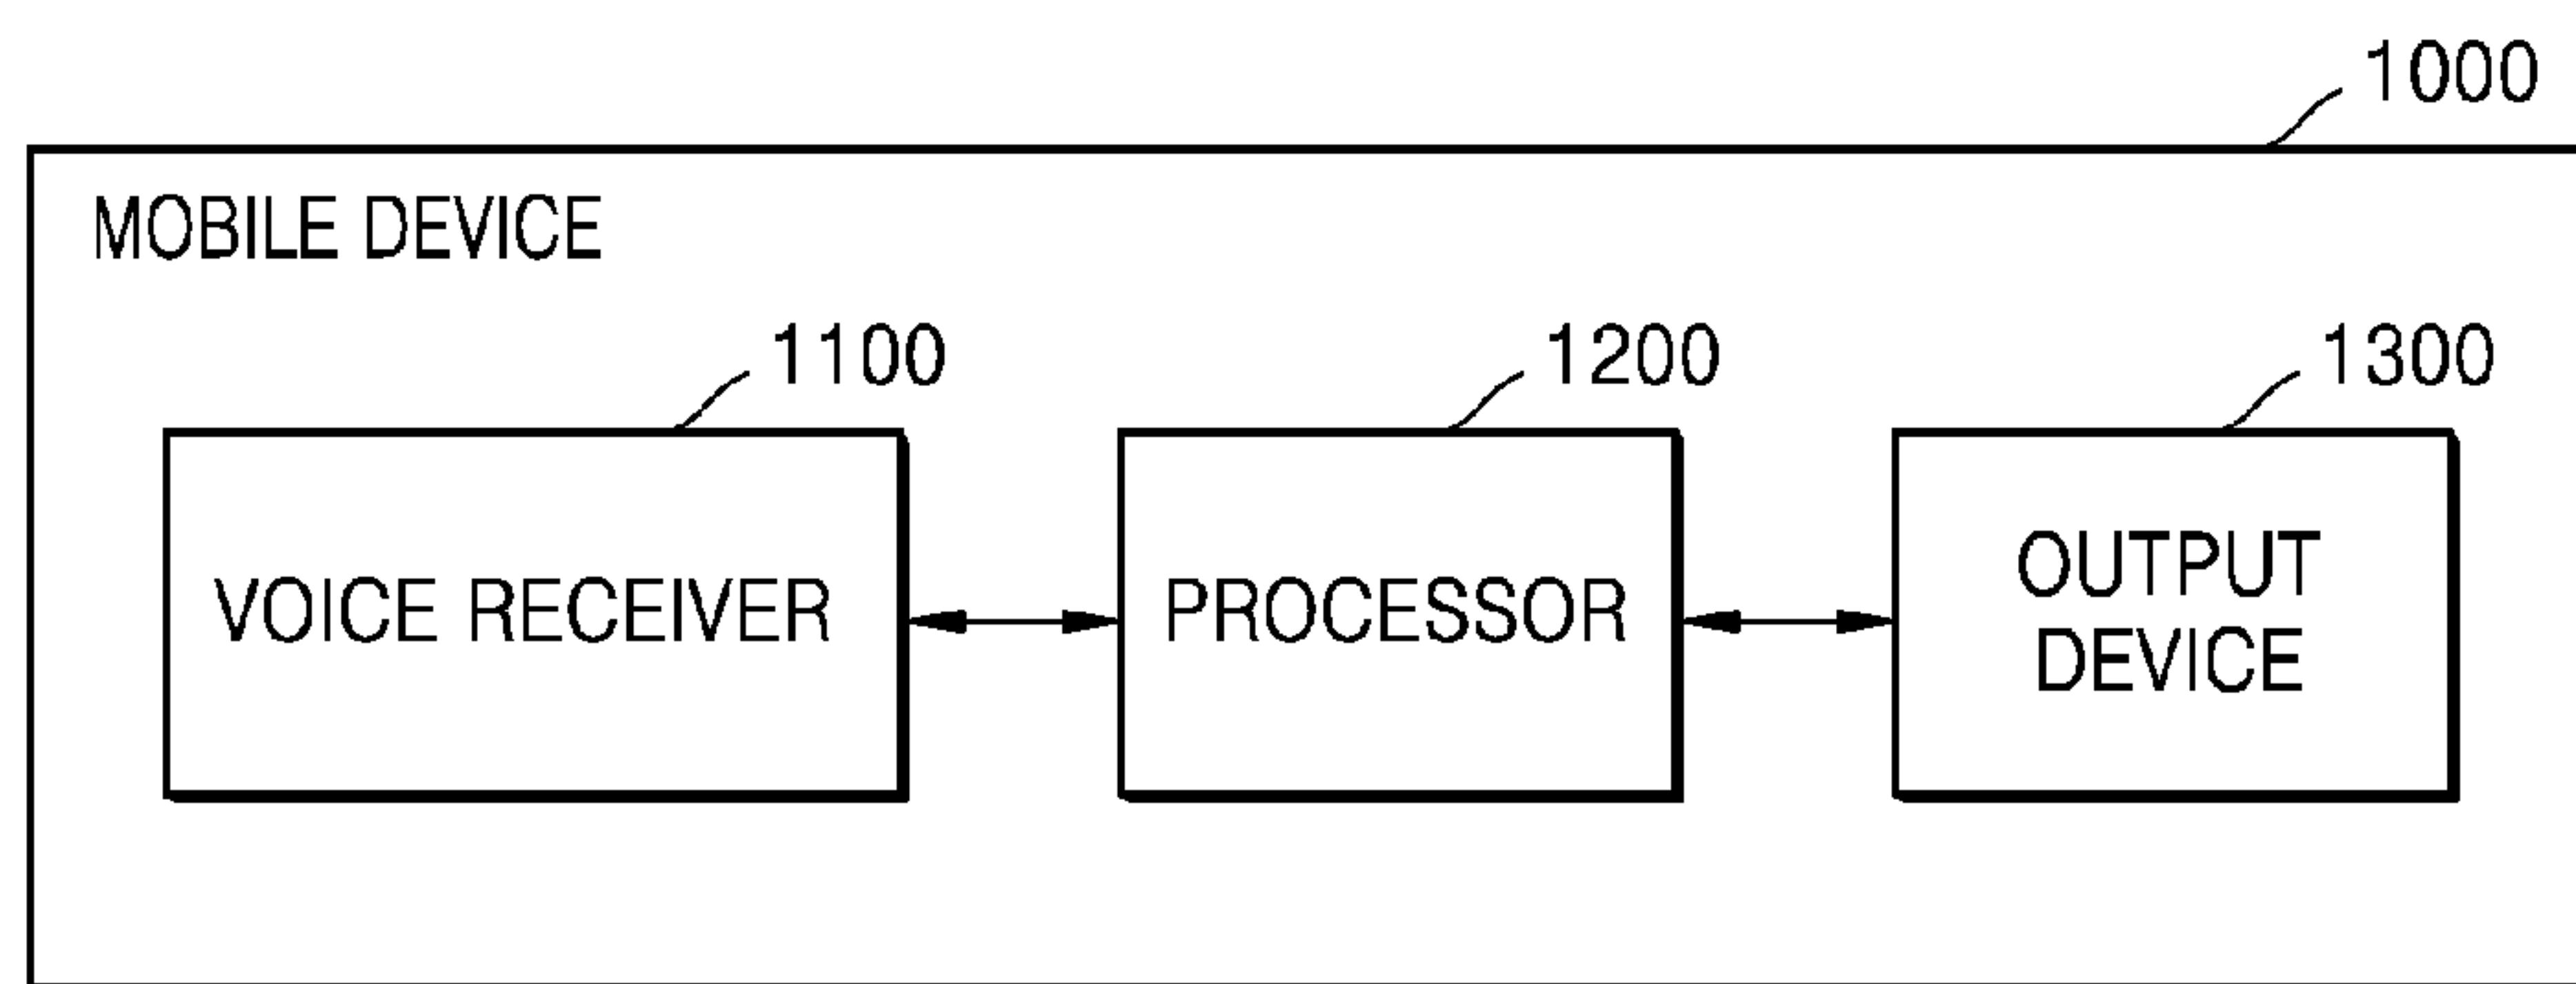 1000
MOBILE DEVICE
1100
1200
1300
VOICE RECEIVER
PROCESSOR
OUTPUT
DEVICE